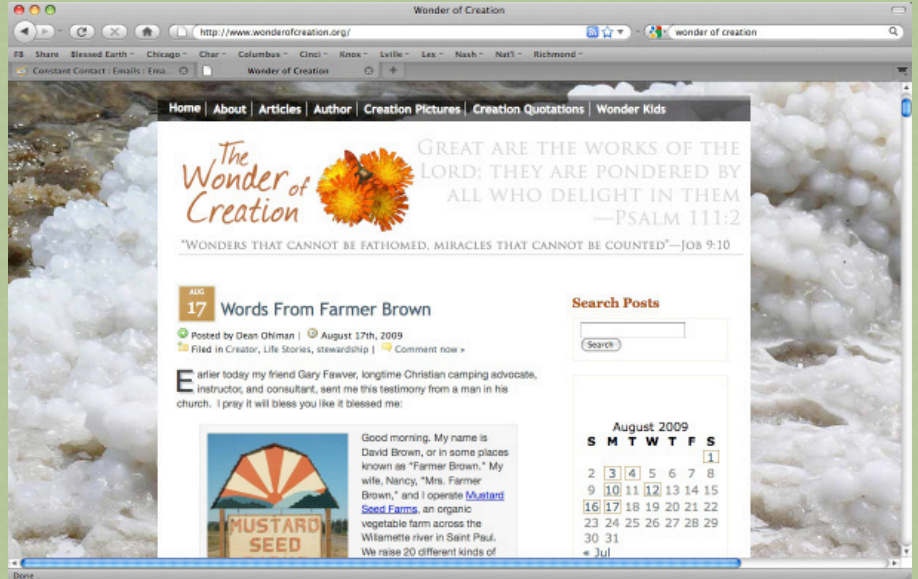 Wonder of Creation
http://www.wonderofcreation.org/
wonder of creation
FB Share Blessed Earth Chicago Char Columbus Cinci Knox Lville Lex Nash Nat'l Richmond
Constant Contact : Emails : Ema...
Wonder of Creation
Home | About | Articles | Author | Creation Pictures | Creation Quotations | Wonder Kids
The
Wonder of
Creation
GREAT ARE THE WORKS OF THE
LORD; THEY ARE PONDERED BY
ALL WHO DELIGHT IN THEM
—PSALM 111:2
"WONDERS THAT CANNOT BE FATHOMED, MIRACLES THAT CANNOT BE COUNTED"—JOB 9:10
AUG
17
Words From Farmer Brown
Posted by Dean Ohlman | August 17th, 2009
Filed in Creator, Life Stories, stewardship | Comment now »
Earlier today my friend Gary Fawver, longtime Christian camping advocate,
instructor, and consultant, sent me this testimony from a man in his
church. I pray it will bless you like it blessed me:
MUSTARD
SEED
Good morning. My name is
David Brown, or in some places
known as "Farmer Brown." My
wife, Nancy, "Mrs. Farmer
Brown," and I operate Mustard
Seed Farms, an organic
vegetable farm across the
Willamette river in Saint Paul.
We raise 20 different kinds of
Search Posts
Search
August 2009
S M T W T F S
1
2 3 4 5 6 7 8
9 10 11 12 13 14 15
16 17 18 19 20 21 22
23 24 25 26 27 28 29
30 31
« Jul
Done